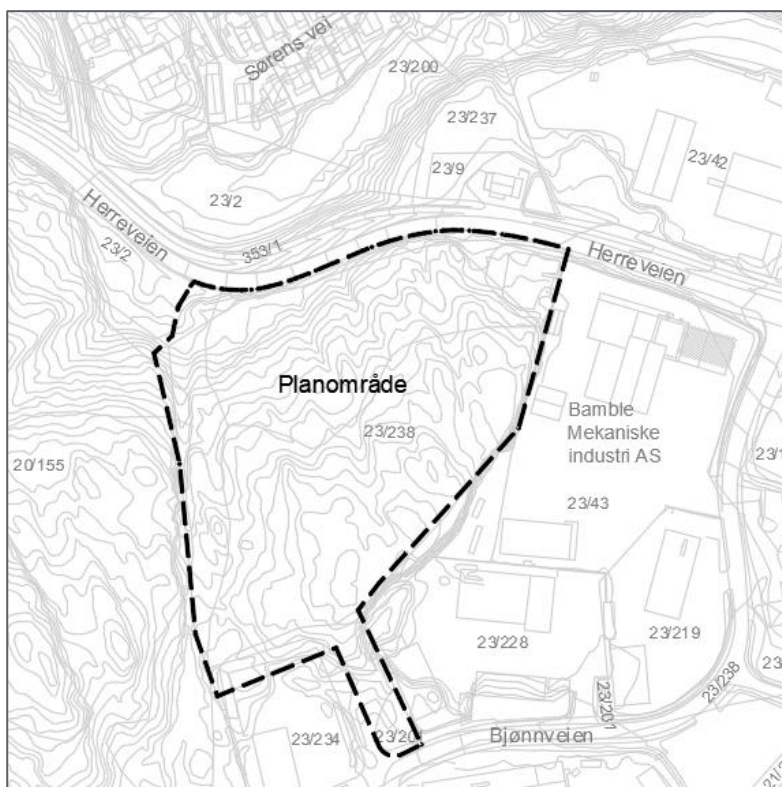 Sørens vei
23/200
23/237
23/42
23/9
23/2
Herreveien
353/1
23/2
Herreveien
Planområde
23/238
Bamble
Mekaniske
industri AS
20/155
23/43
23/228
23/219
23/238
23/201
23/234
23/201
Bjønnveien